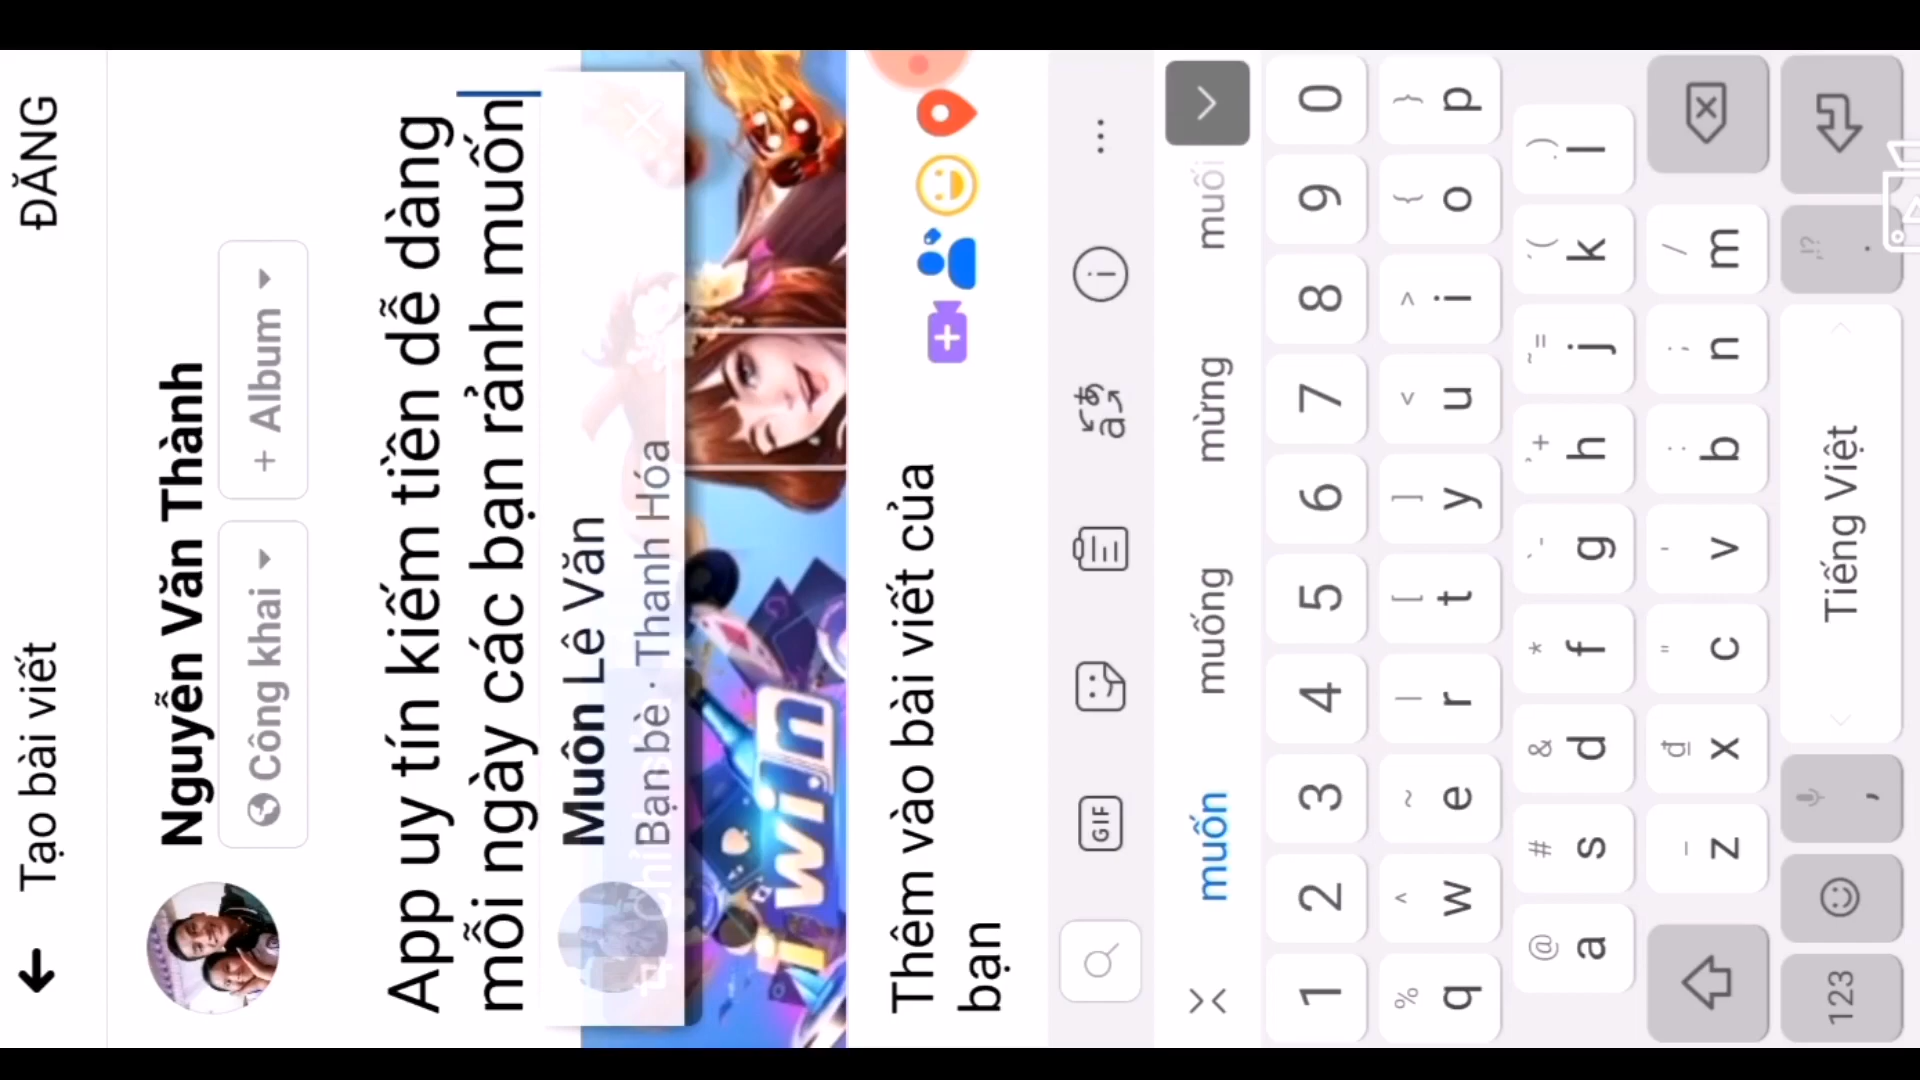 Tạo bài viết
ĐĂNG
Nguyễn Văn Thành
Công khai
+ Album
App uy tín kiếm tiền dễ dàng
mỗi ngày các bạn rảnh muốn
Muôn Lê Văn
Bạn bè · Thanh Hóa
iwin
Thêm vào bài viết của
bạn
GIF
muốn
muống
mừng
muối
1 2 3 4 5 6 7 8 9 0
q w e r t y u i o p
a s d f g h j k l
z x c v b n m
123
,
Tiếng Việt
.